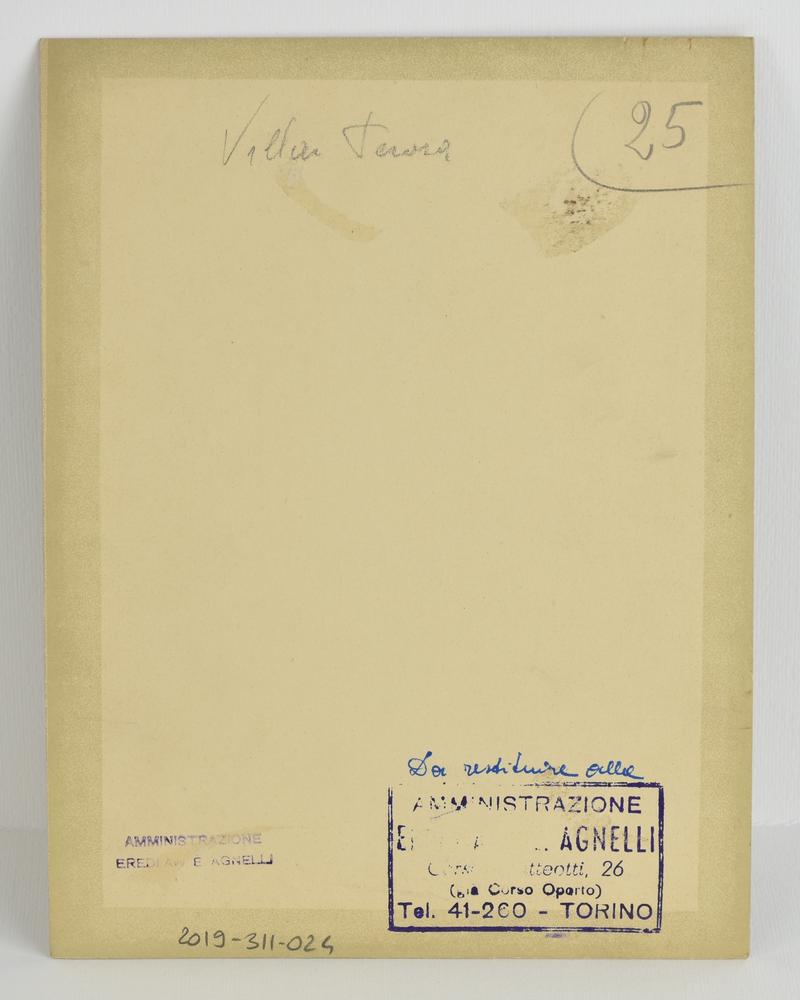 Villar Perosa
25
Da restituire alla
AMMINISTRAZIONE
AGNELLI
26
Corso Oporto)
Tel. 41-260 - TORINO
AMMINISTRAZIONE
AGNELLI
2019-311-024